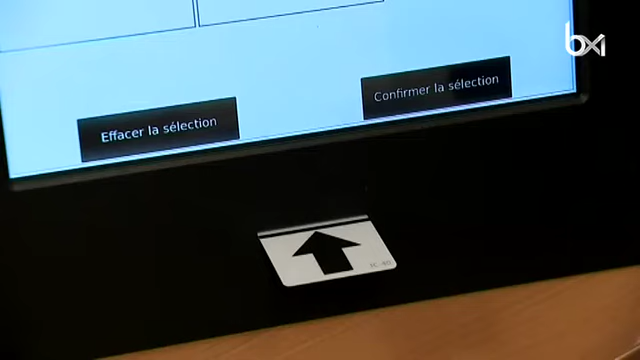 bx1
Effacer la sélection
Confirmer la sélection